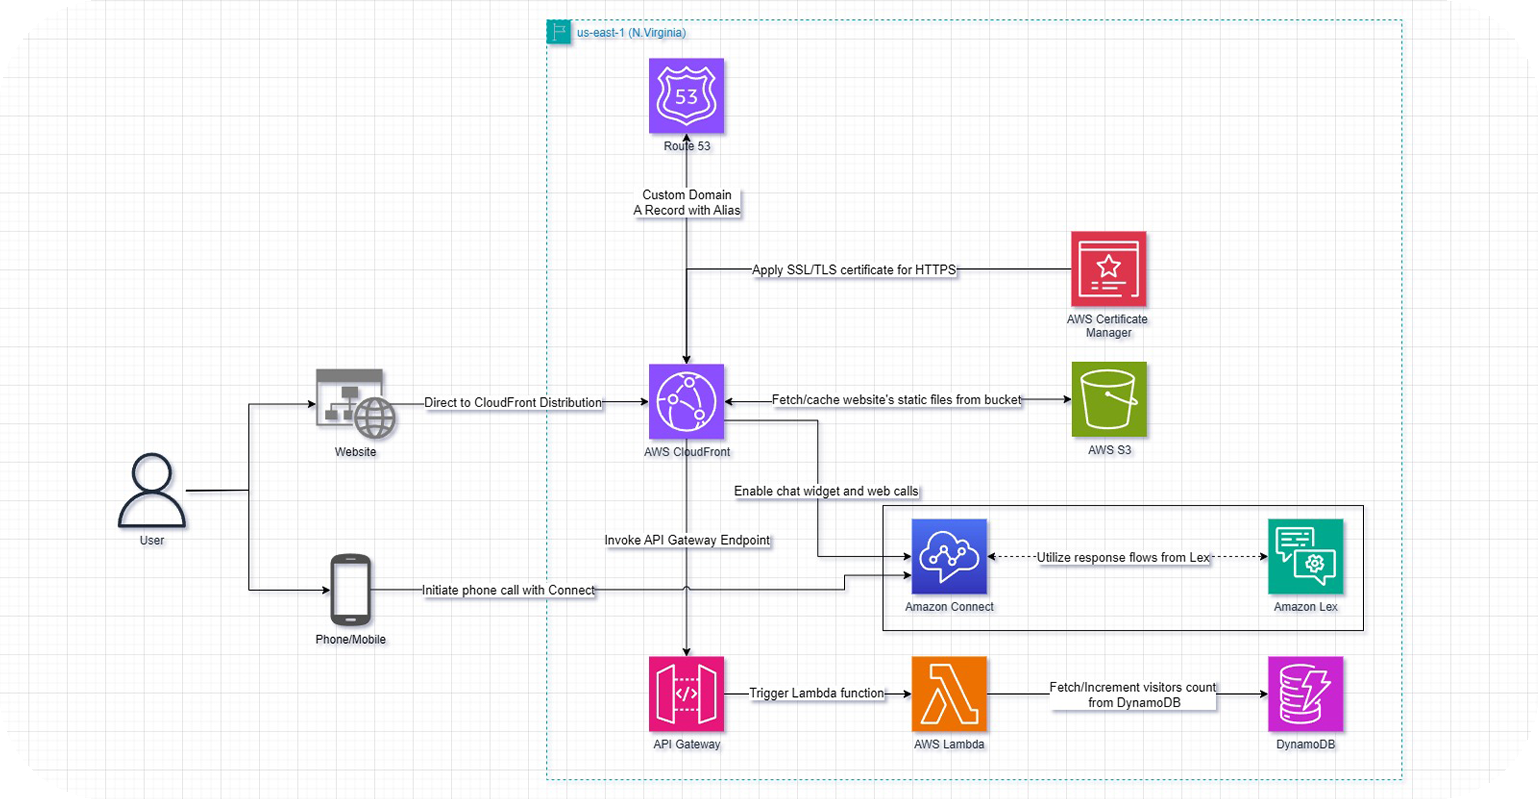 us-east-1 (N.Virginia)
53
Route 53
Custom Domain
A Record with Alias
Apply SSL/TLS certificate for HTTPS
AWS Certificate
Manager
Direct to CloudFront Distribution
Fetch/cache website's static files from bucket
Website
AWS CloudFront
AWS S3
Enable chat widget and web calls
User
Invoke API Gateway Endpoint
Utilize response flows from Lex
Initiate phone call with Connect
Amazon Connect
Amazon Lex
Phone/Mobile
</>
Trigger Lambda function
Fetch/Increment visitors count
from DynamoDB
API Gateway
AWS Lambda
DynamoDB